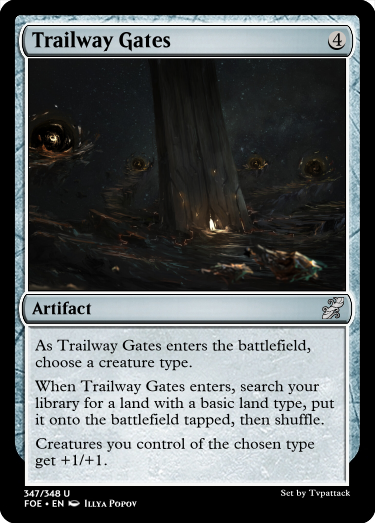 Trailway Gates 4
Artifact
As Trailway Gates enters the battlefield,
choose a creature type.
When Trailway Gates enters, search your
library for a land with a basic land type, put
it onto the battlefield tapped, then shuffle.
Creatures you control of the chosen type
get +1/+1.
347/348 U
FOE • EN Illya Popov
Set by Tvpattack